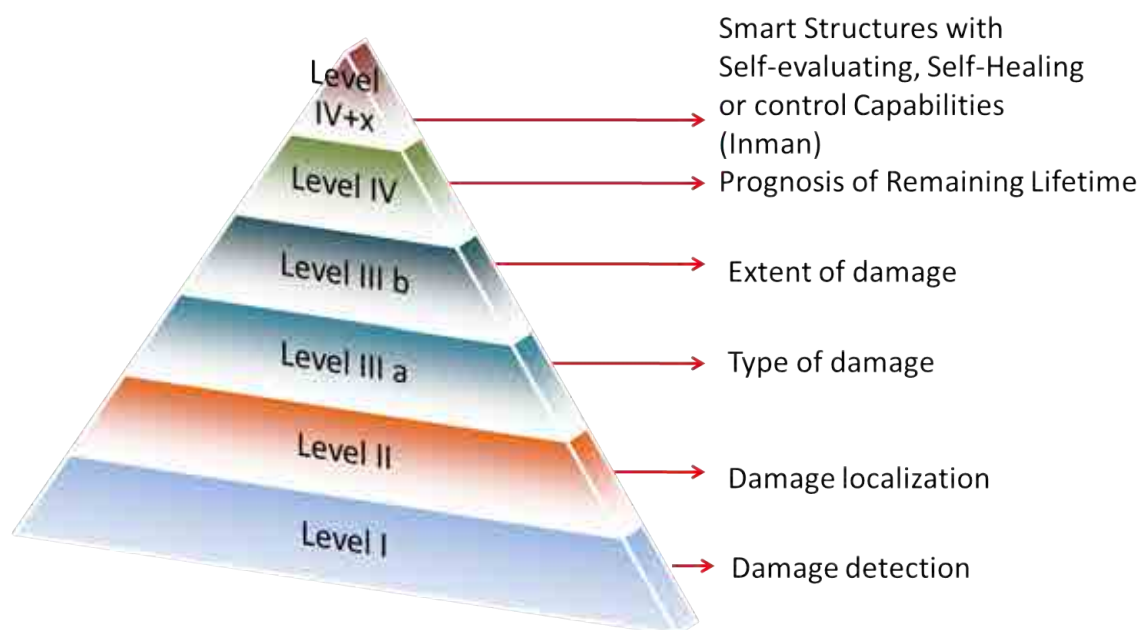 Smart Structures with
Self-evaluating, Self-Healing
or control Capabilities
(Inman)
Level
IV+x
Level IV
Prognosis of Remaining Lifetime
Level III b
Extent of damage
Level III a
Type of damage
Level II
Damage localization
Level I
Damage detection